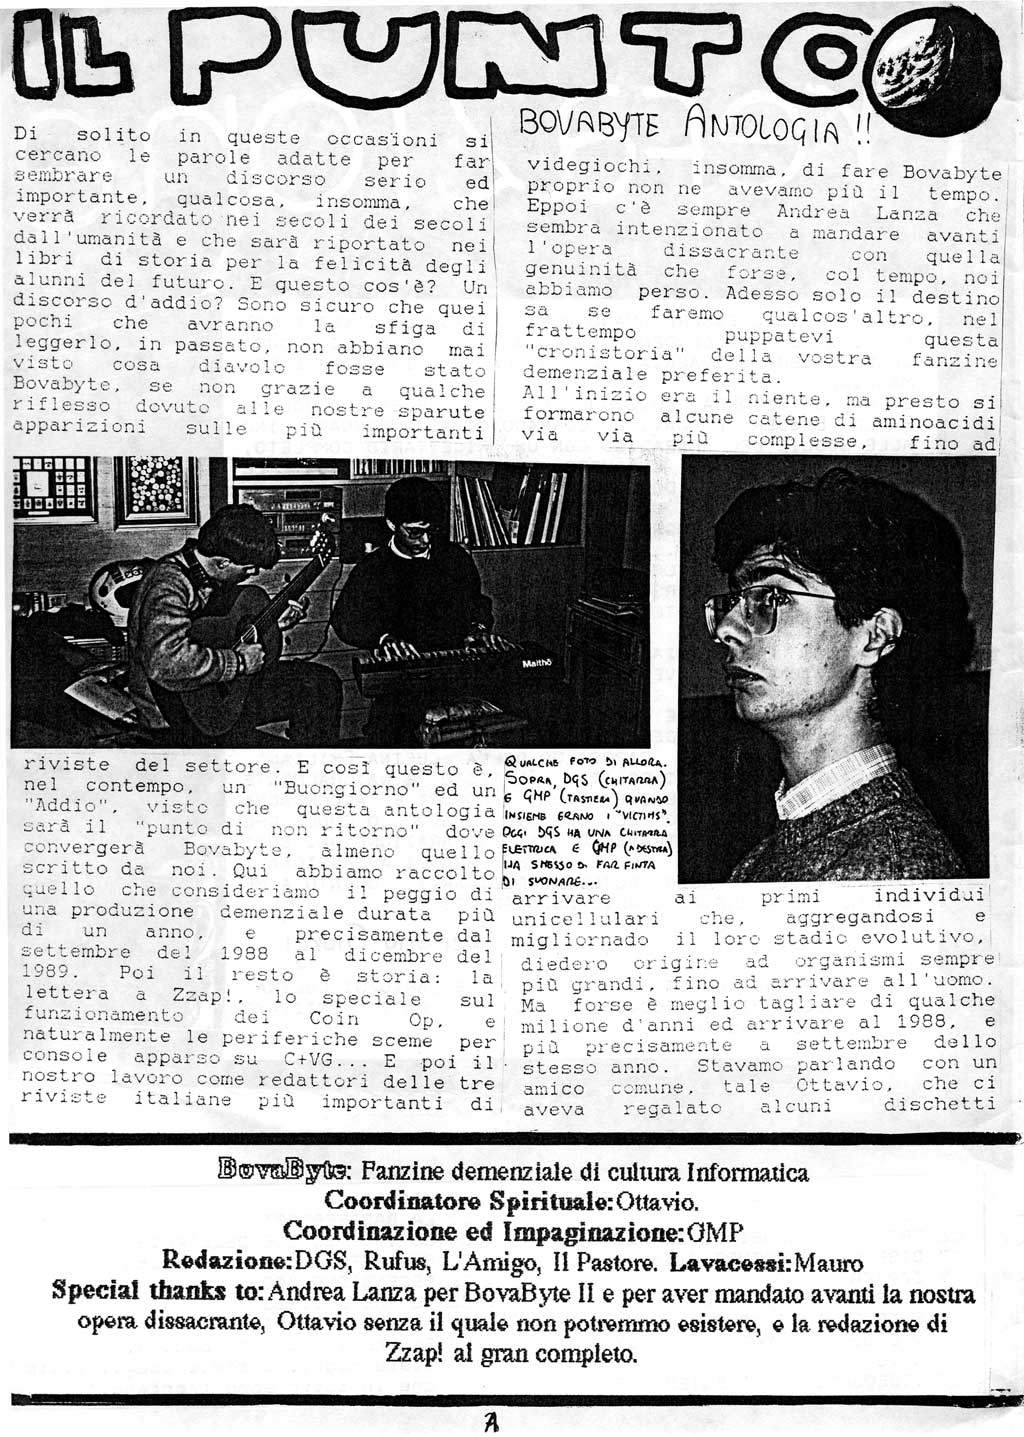 IL PUNTO
BOVABYTE ANTOLOGIA !!
Di solito in queste occasioni si
cercano le parole adatte per far
sembrare un discorso serio ed
importante, qualcosa, insomma, che
verrà ricordato nei secoli dei secoli
dall'umanità e che sarà riportato nei
libri di storia per la felicità degli
alunni del futuro. E questo cos'è? Un
discorso d'addio? Sono sicuro che quei
pochi che avranno la sfiga di
leggerlo, in passato, non abbiano mai
visto cosa diavolo fosse stato
Bovabyte, se non grazie a qualche
riflesso dovuto alle nostre sparute
apparizioni sulle più importanti
riviste del settore. E così questo è,
nel contempo, un "Buongiorno" ed un
"Addio", visto che questa antologia
sarà il "punto di non ritorno" dove
convergerà Bovabyte, almeno quello
scritto da noi. Qui abbiamo raccolto
quello che consideriamo il peggio di
una produzione demenziale durata più
di un anno, e precisamente dal
settembre del 1988 al dicembre del
1989. Poi il resto è storia: la
lettera a Zzap!, lo speciale sul
funzionamento dei Coin Op, e
naturalmente le periferiche sceme per
console apparso su C+VG... E poi il
nostro lavoro come redattori delle tre
riviste italiane più importanti di
videgiochi, insomma, di fare Bovabyte
proprio non ne avevamo più il tempo.
Eppoi c'è sempre Andrea Lanza che
sembra intenzionato a mandare avanti
l'opera dissacrante con quella
genuinità che forse, col tempo, noi
abbiamo perso. Adesso solo il destino
sa se faremo qualcos'altro, nel
frattempo puppatevi questa
"cronistoria" della vostra fanzine
demenziale preferita.
All'inizio era il niente, ma presto si
formarono alcune catene di aminoacidi
via via più complesse, fino ad
Malthò
QUALCHE FOTO DI ALLORA.
SOPRA, DGS (CHITARRA)
E GMP (TASTIERA) QUANDO
INSIEME ERANO I "VICTIMS".
OGGI DGS HA UNA CHITARRA
ELETTRICA E GMP (A DESTRA)
HA SMESSO DI FAR FINTA
DI SUONARE...
arrivare ai primi individui
unicellulari che, aggregandosi e
migliornado il loro stadio evolutivo,
diedero origine ad organismi sempre
più grandi, fino ad arrivare all'uomo.
Ma forse è meglio tagliare di qualche
milione d'anni ed arrivare al 1988, e
più precisamente a settembre dello
stesso anno. Stavamo parlando con un
amico comune, tale Ottavio, che ci
aveva regalato alcuni dischetti
BovaByte: Fanzine demenziale di cultura Informatica
Coordinatore Spirituale:Ottavio.
Coordinazione ed Impaginazione:GMP
Redazione:DGS, Rufus, L'Amigo, Il Pastore. Lavacessi:Mauro
Special thanks to:Andrea Lanza per BovaByte II e per aver mandato avanti la nostra
opera dissacrante, Ottavio senza il quale non potremmo esistere, e la redazione di
Zzap! al gran completo.